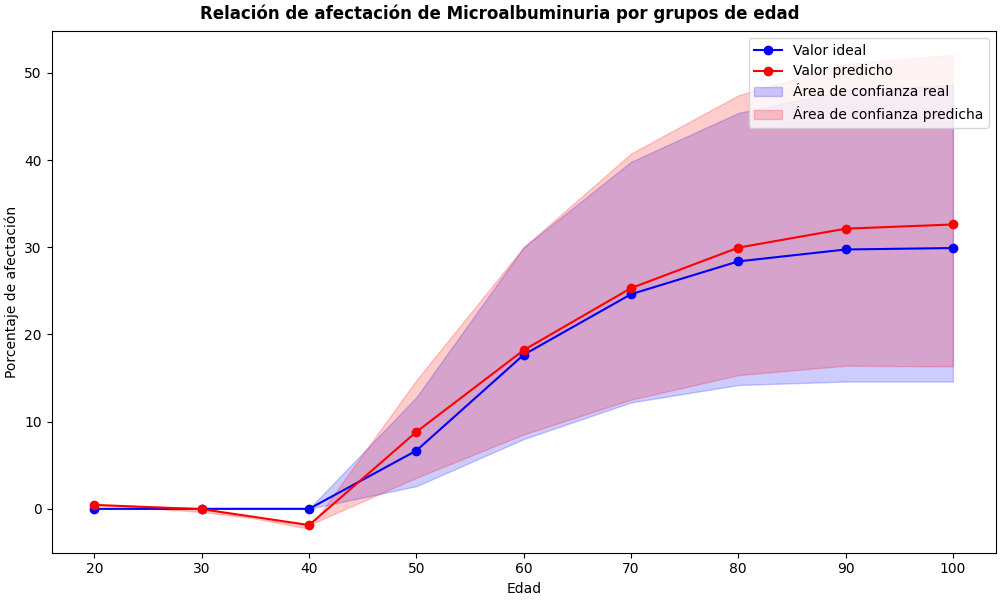 Relación de afectación de Microalbuminuria por grupos de edad
Valor ideal
Valor predicho
Área de confianza real
Área de confianza predicha
Porcentaje de afectación
50
40
30
20
10
0
20 30 40 50 60 70 80 90 100
Edad